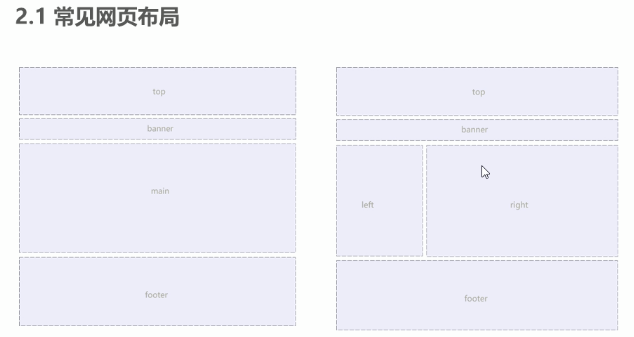 2.1 常见网页布局
top
banner
main
footer
top
banner
left
right
footer